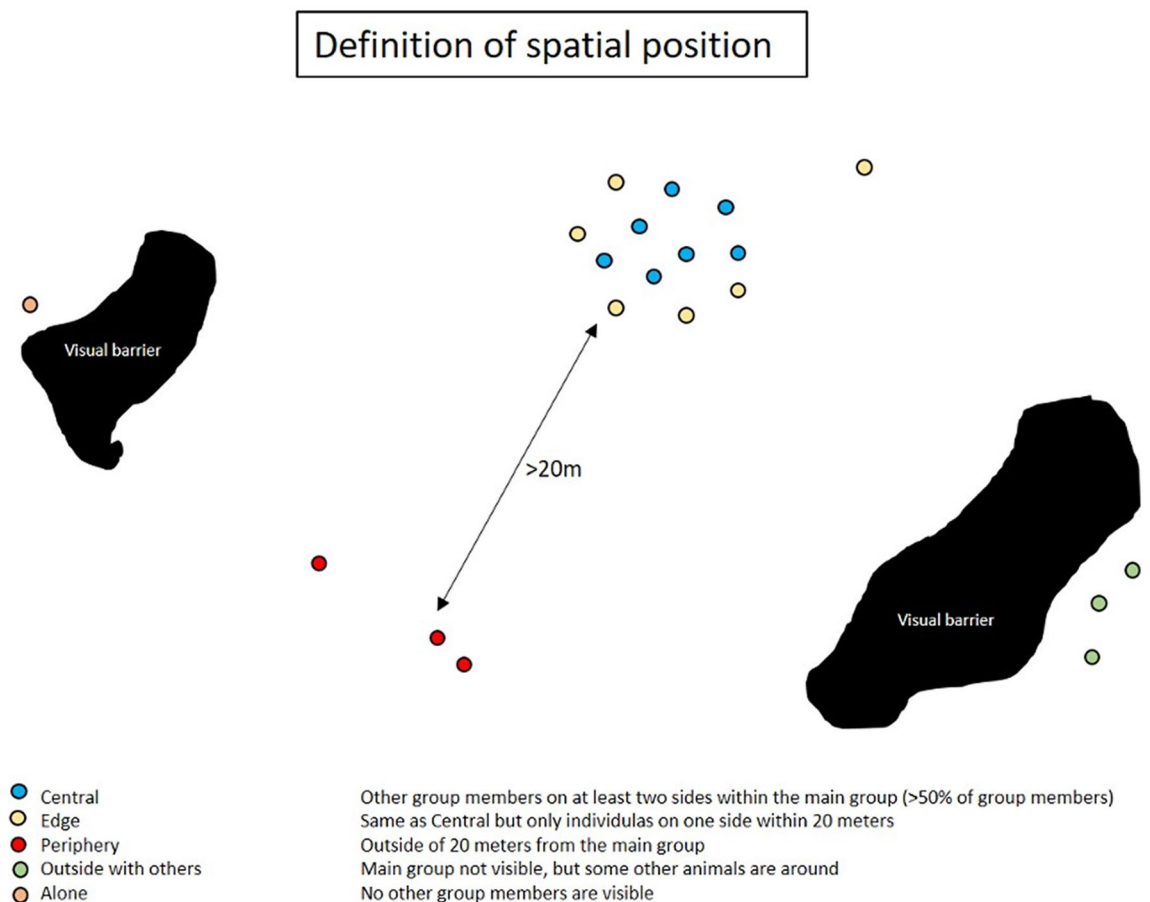 Definition of spatial position
Visual barrier
>20m
Visual barrier
Central Other group members on at least two sides within the main group (>50% of group members)
Edge Same as Central but only individulas on one side within 20 meters
Periphery Outside of 20 meters from the main group
Outside with others Main group not visible, but some other animals are around
Alone No other group members are visible